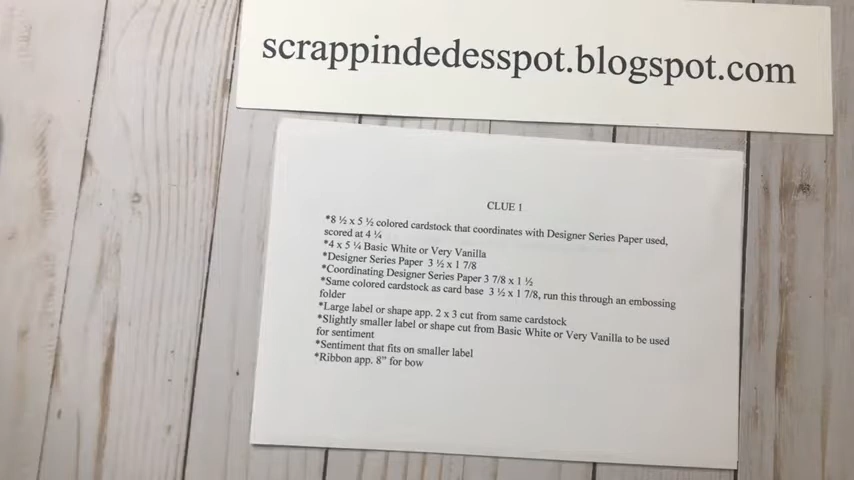 scrappindedesspot.blogspot.com
CLUE 1
*8 ½ x 5 ½ colored cardstock that coordinates with Designer Series Paper used,
scored at 4 ¼
*4 x 5 ¼ Basic White or Very Vanilla
*Designer Series Paper 3 ½ x 1 7/8
*Coordinating Designer Series Paper 3 7/8 x 1 ½
*Same colored cardstock as card base 3 ½ x 1 7/8, run this through an embossing
folder
*Large label or shape app. 2 x 3 cut from same cardstock
*Slightly smaller label or shape cut from Basic White or Very Vanilla to be used
for sentiment
*Sentiment that fits on smaller label
*Ribbon app. 8” for bow